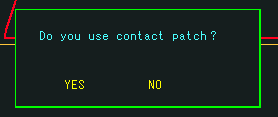 Do you use contact patch？
YES NO